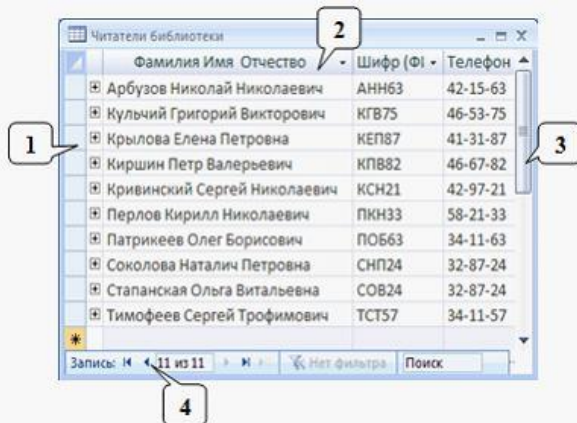 Читатели библиотеки
2
Фамилия Имя Отчество Шифр (ФІ Телефон
Арбузов Николай Николаевич АНН63 42-15-63
Кульчий Григорий Викторович КГВ75 46-53-75
1
Крылова Елена Петровна КЕП87 41-31-87
3
Киршин Петр Валерьевич КПВ82 46-67-82
Кривинский Сергей Николаевич КСН21 42-97-21
Перлов Кирилл Николаевич ПКН33 58-21-33
Патрикеев Олег Борисович ПОБ63 34-11-63
Соколова Наталич Петровна СНП24 32-87-24
Стапанская Ольга Витальевна СОВ24 32-87-24
Тимофеев Сергей Трофимович ТСТ57 34-11-57
Запись: 11 из 11 Нет фильтра Поиск
4